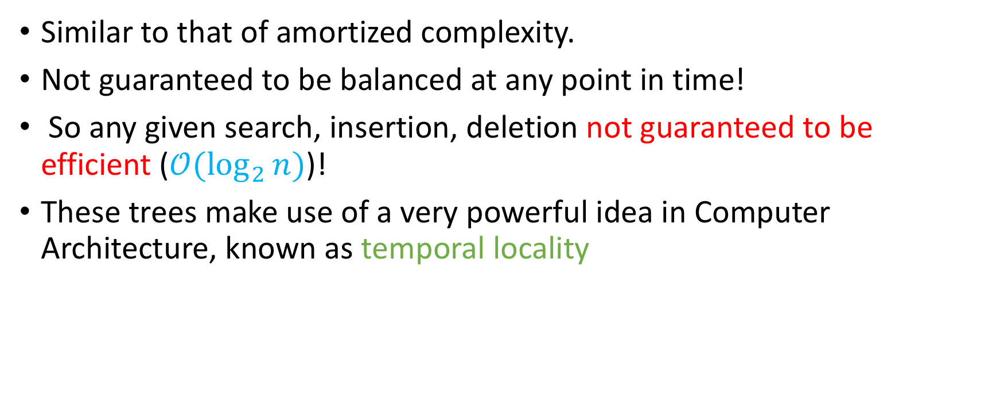 • Similar to that of amortized complexity.
• Not guaranteed to be balanced at any point in time!
• So any given search, insertion, deletion not guaranteed to be
efficient (𝒪(log₂ 𝑛))!
• These trees make use of a very powerful idea in Computer
Architecture, known as temporal locality